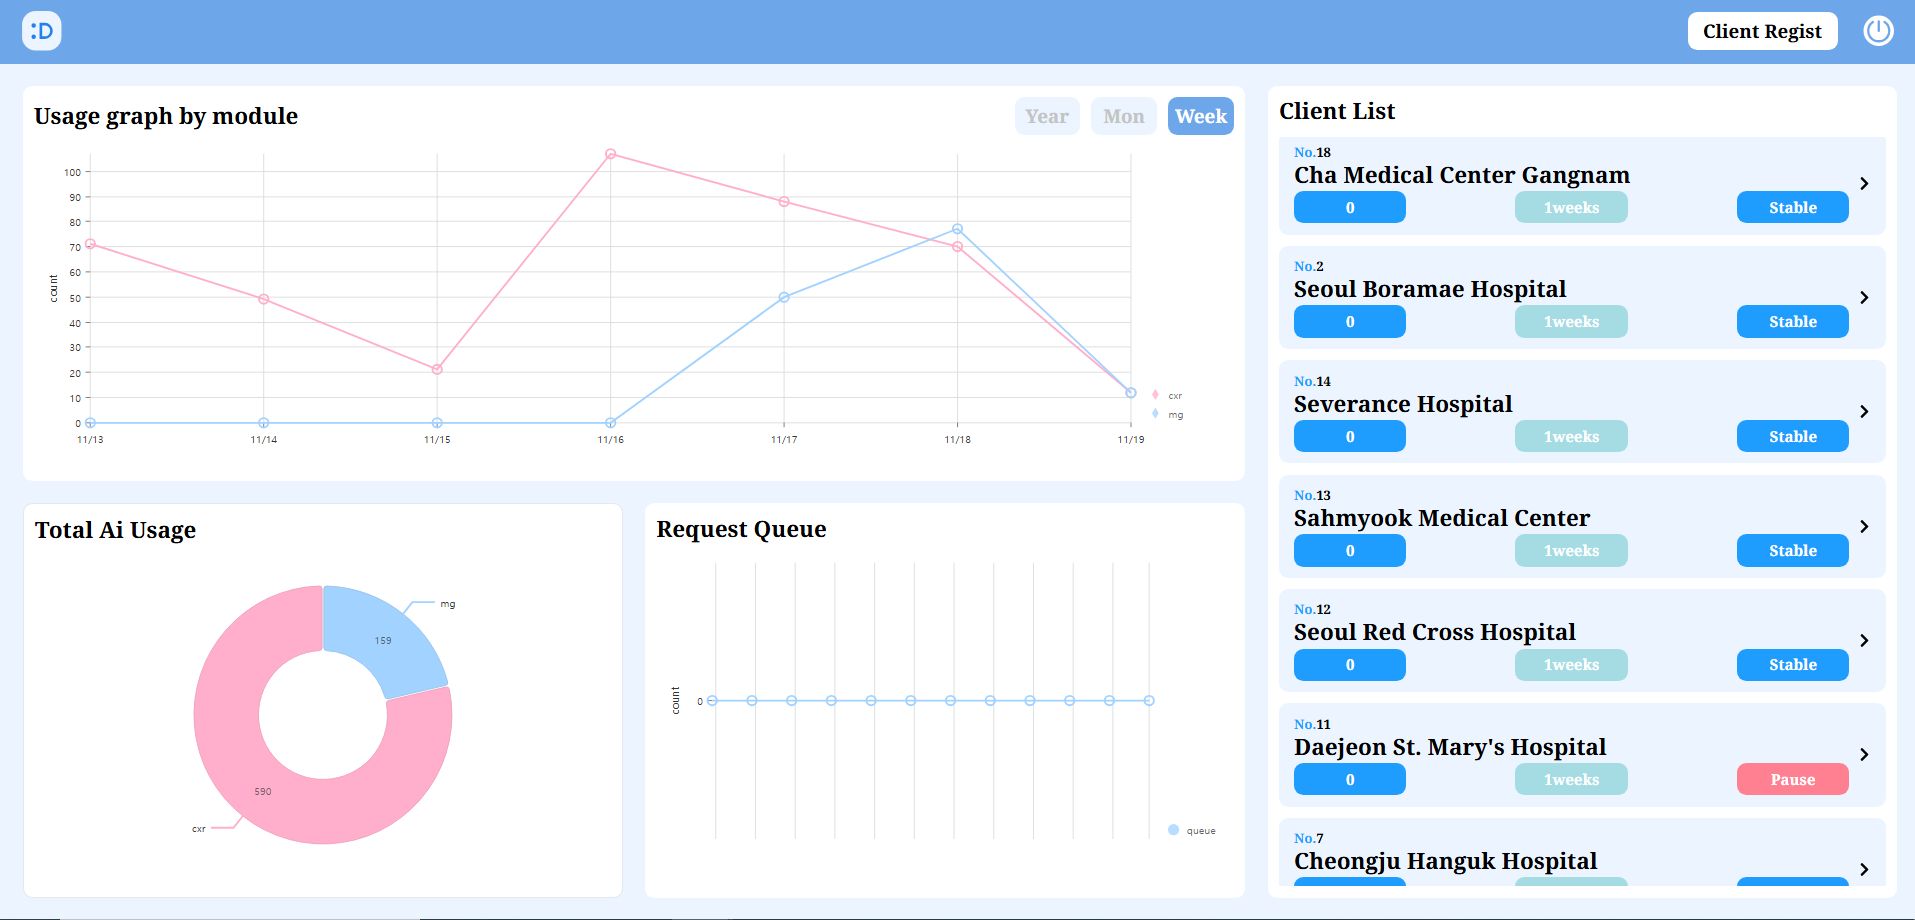 :D
Client Regist
Usage graph by module
Year Mon Week
100
90
80
70
60
50
40
30
20
10
0
count
11/13 11/14 11/15 11/16 11/17 11/18 11/19
cxr
mg
Total Ai Usage
mg
159
590
cxr
Request Queue
count
0
queue
Client List
No.18
Cha Medical Center Gangnam
0 1weeks Stable
No.2
Seoul Boramae Hospital
0 1weeks Stable
No.14
Severance Hospital
0 1weeks Stable
No.13
Sahmyook Medical Center
0 1weeks Stable
No.12
Seoul Red Cross Hospital
0 1weeks Stable
No.11
Daejeon St. Mary's Hospital
0 1weeks Pause
No.7
Cheongju Hanguk Hospital